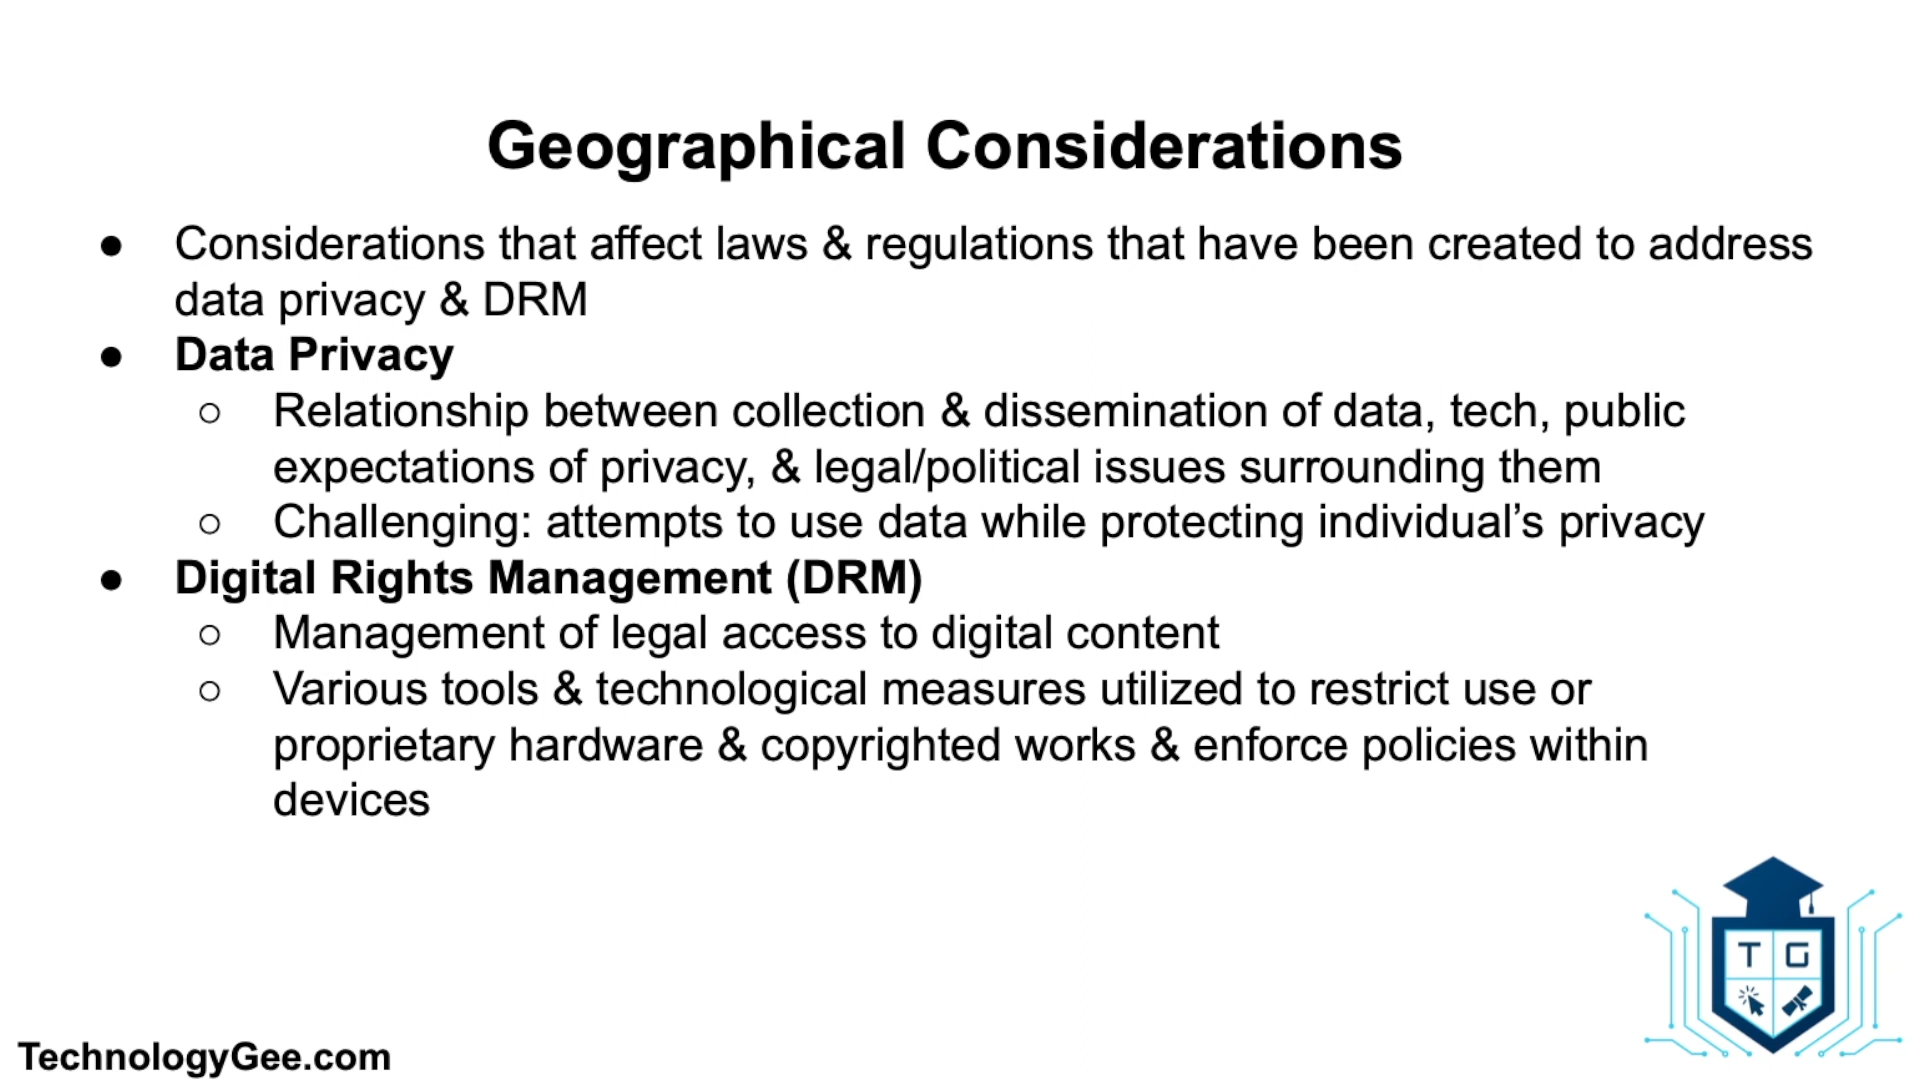 Geographical Considerations
● Considerations that affect laws & regulations that have been created to address
data privacy & DRM
● Data Privacy
○ Relationship between collection & dissemination of data, tech, public
expectations of privacy, & legal/political issues surrounding them
○ Challenging: attempts to use data while protecting individual’s privacy
● Digital Rights Management (DRM)
○ Management of legal access to digital content
○ Various tools & technological measures utilized to restrict use or
proprietary hardware & copyrighted works & enforce policies within
devices
T G
TechnologyGee.com